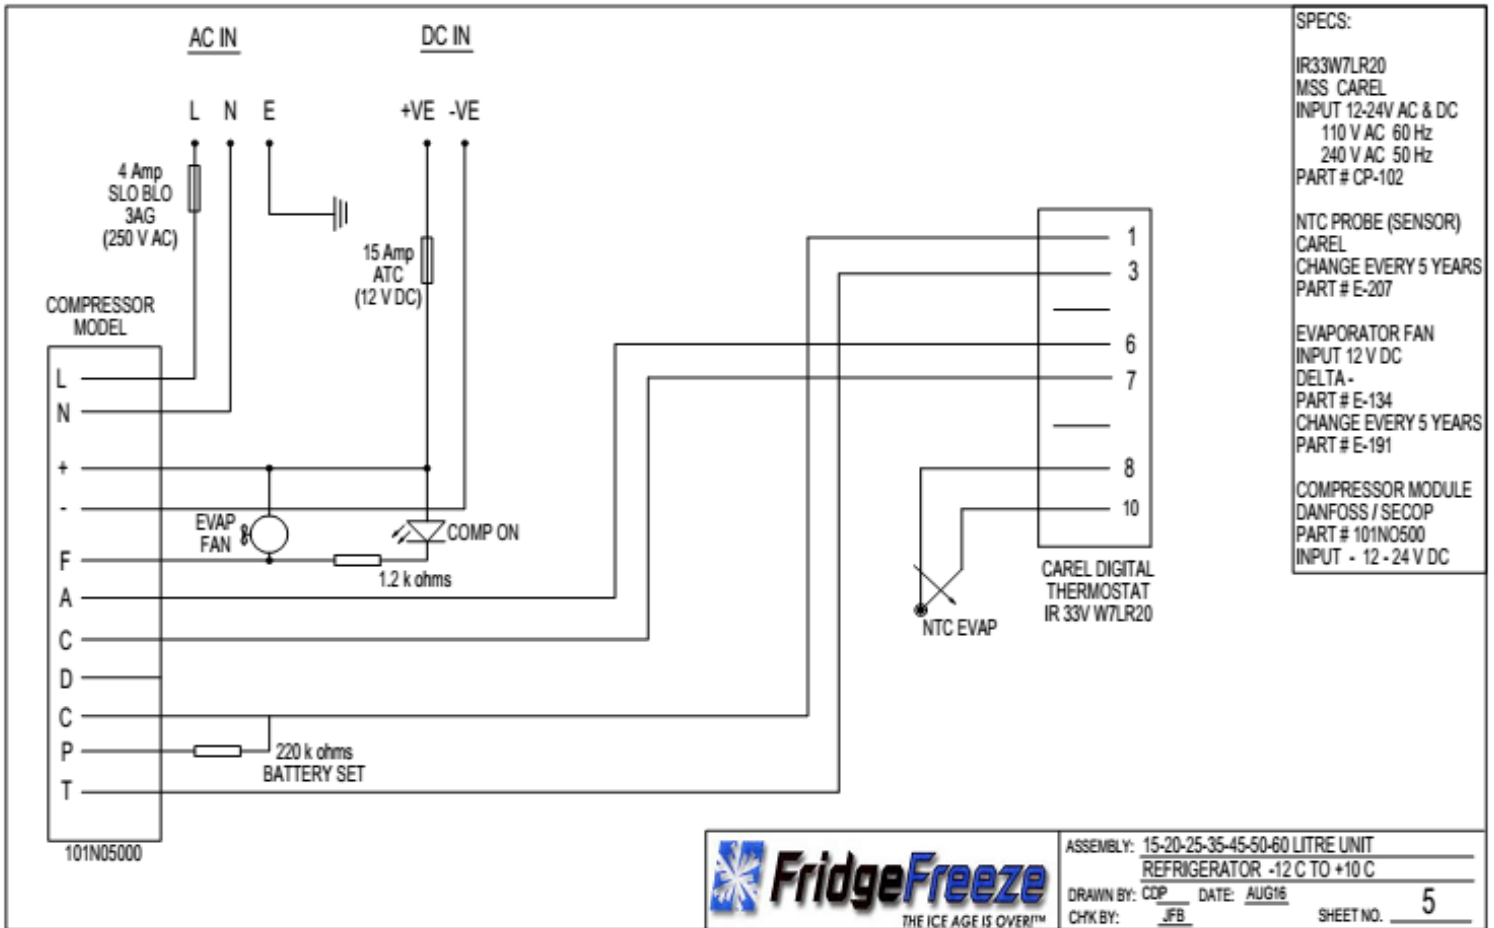 AC IN
DC IN
L N E
+VE -VE
4 Amp
SLO BLO
3AG
(250 V AC)
15 Amp
ATC
(12 V DC)
COMPRESSOR
MODEL
L
N
+
-
F
A
C
D
C
P
T
101N05000
EVAP
FAN
COMP ON
1.2 k ohms
220 k ohms
BATTERY SET
1
3
6
7
8
10
NTC EVAP
CAREL DIGITAL
THERMOSTAT
IR 33V W7LR20
SPECS:
IR33W7LR20
MSS CAREL
INPUT 12-24V AC & DC
110 V AC 60 Hz
240 V AC 50 Hz
PART # CP-102
NTC PROBE (SENSOR)
CAREL
CHANGE EVERY 5 YEARS
PART # E-207
EVAPORATOR FAN
INPUT 12 V DC
DELTA -
PART # E-134
CHANGE EVERY 5 YEARS
PART # E-191
COMPRESSOR MODULE
DANFOSS / SECOP
PART # 101NO500
INPUT - 12 - 24 V DC
FridgeFreeze
THE ICE AGE IS OVER!™
ASSEMBLY: 15-20-25-35-45-50-60 LITRE UNIT
REFRIGERATOR -12 C TO +10 C
DRAWN BY: CDP DATE: AUG16
CH'K BY: JFB SHEET NO. 5